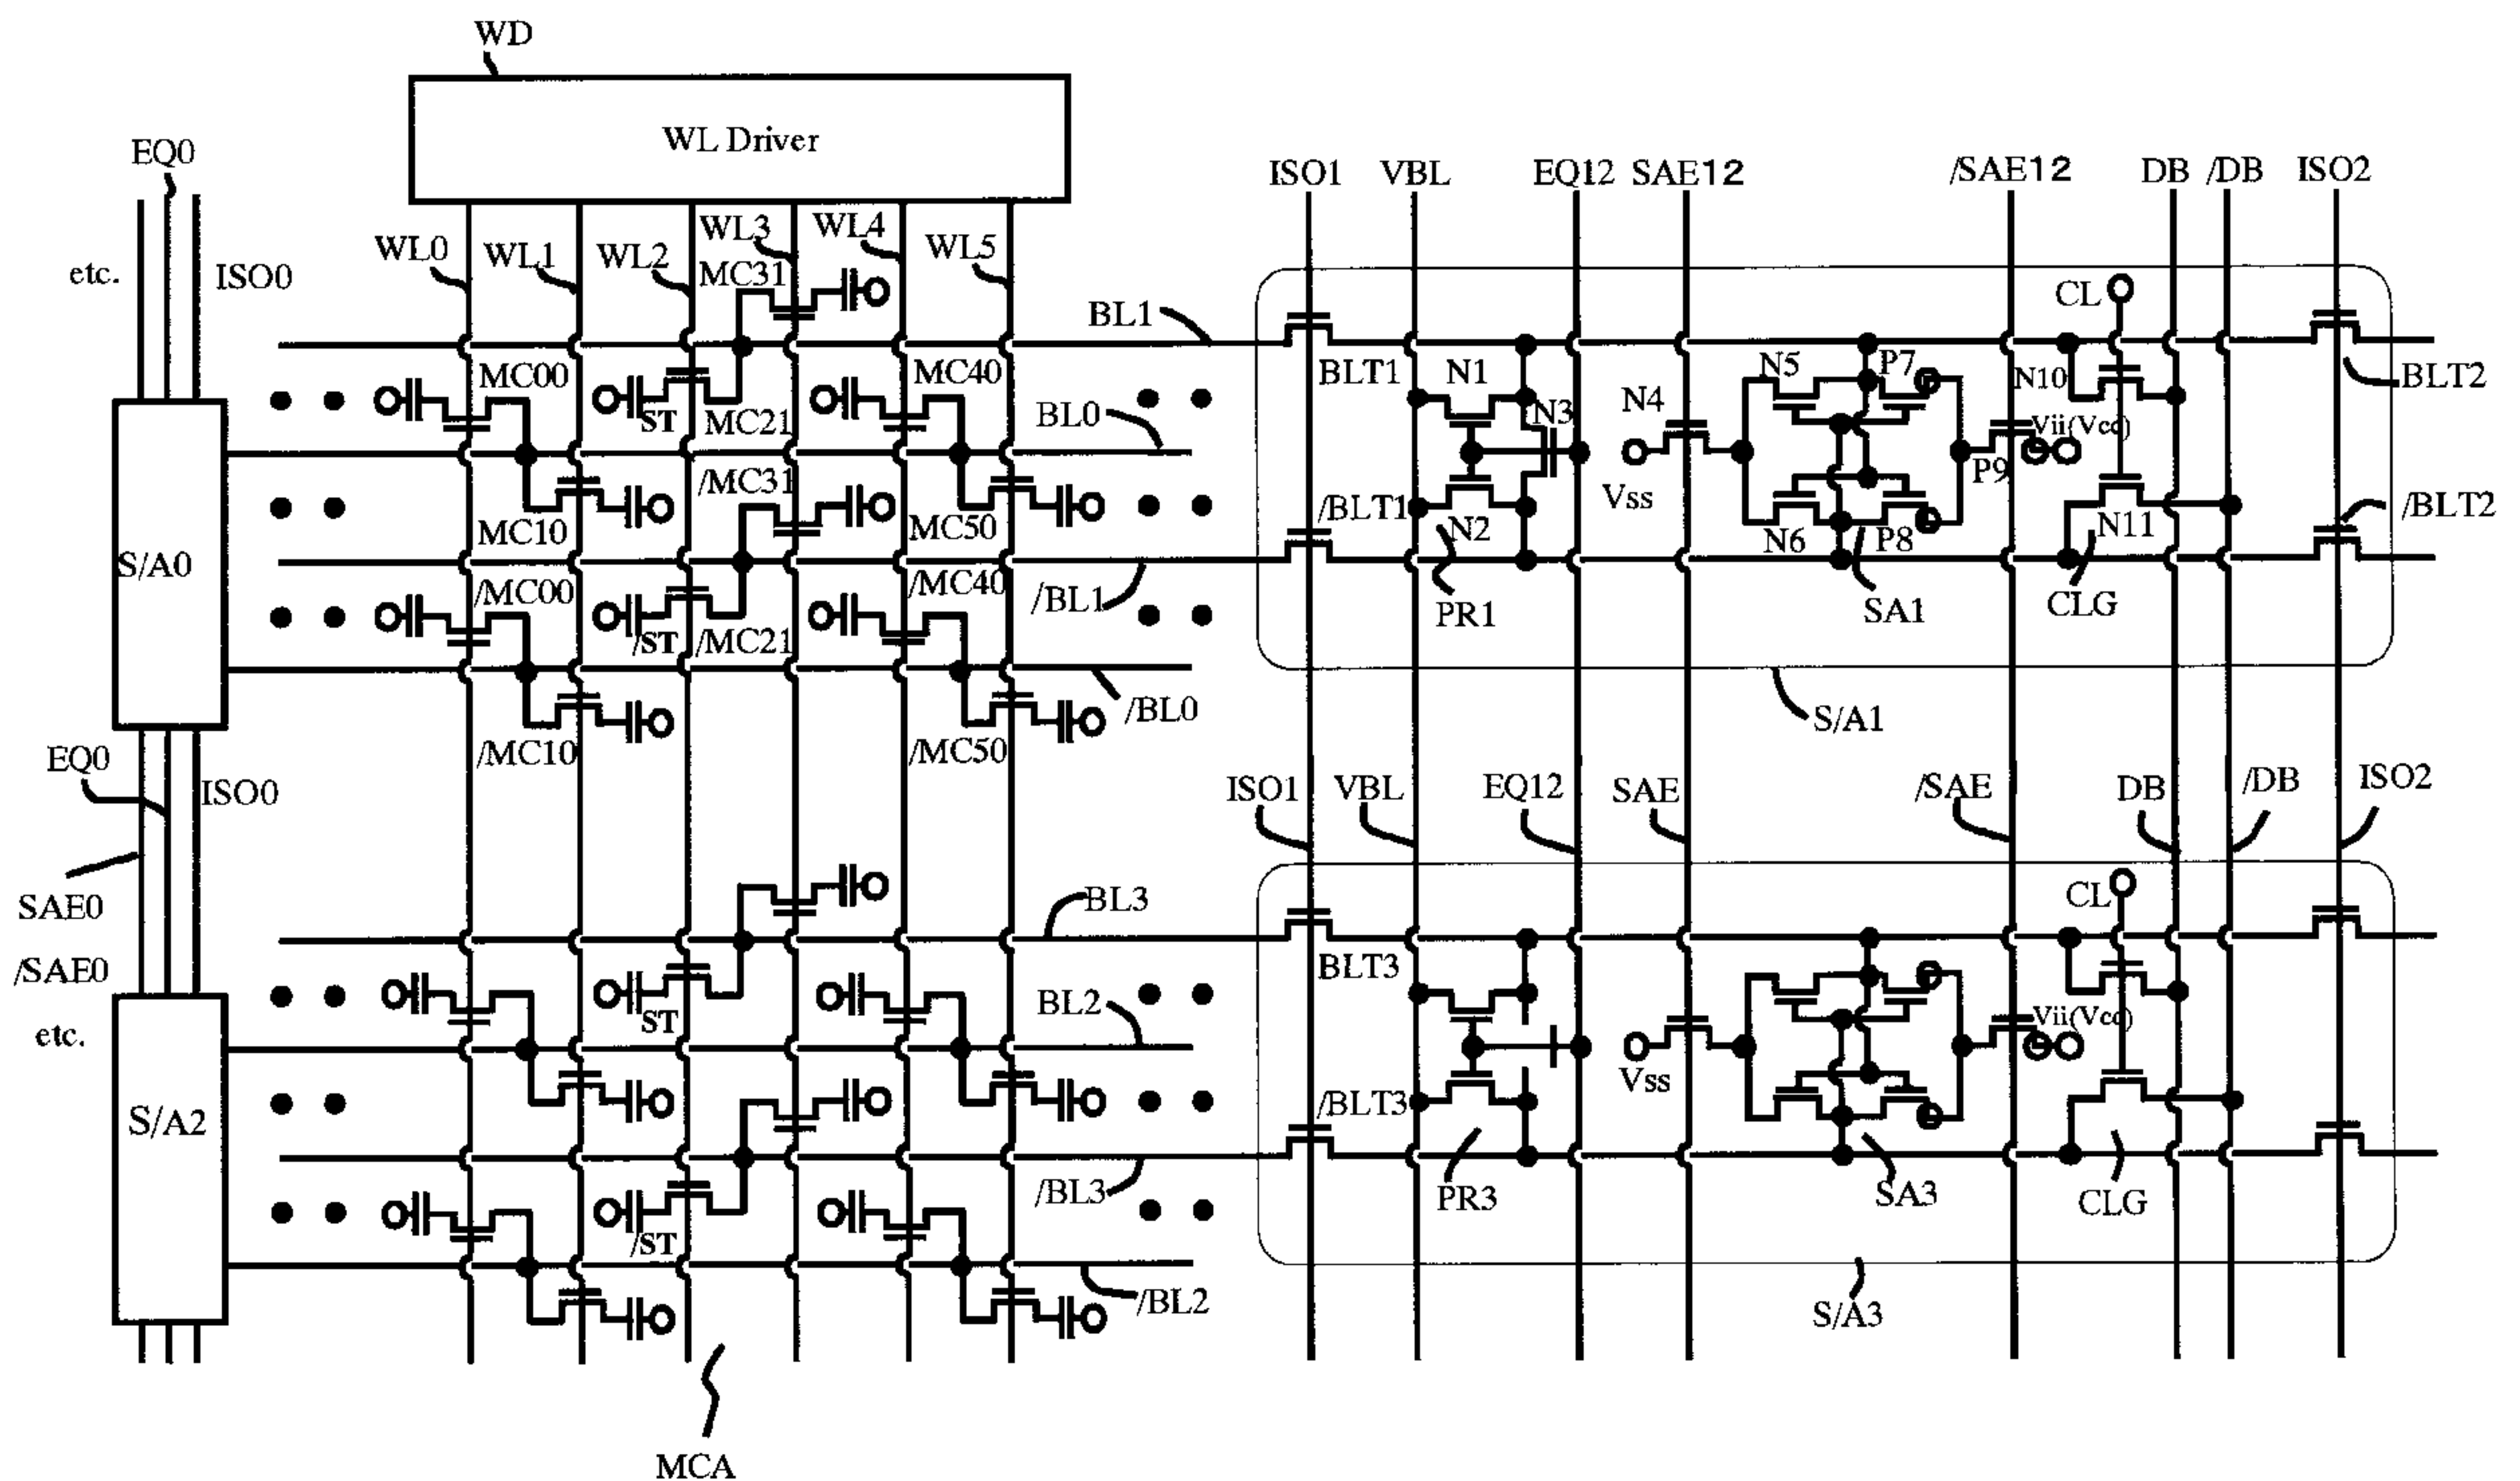 WD
WL Driver
EQ0
ISO1 VBL EQ12 SAE12 /SAE12 DB /DB ISO2
etc. ISO0 WL0 WL1 WL2 WL3 WL4 WL5
MC31
CL
BL1
MC00 MC40 BLT1 N1 N5 P7 N10 BLT2
ST MC21 BL0 N3 N4 Vii(Vcc)
/MC31 P9
Vss
MC10 MC50 /BLT1 N2 N6 P8 N11 /BLT2
S/A0
/MC00 /MC40 /BL1 PR1 SA1 CLG
/ST /MC21
/BL0 S/A1
/MC10 /MC50
EQ0 ISO0
ISO1 VBL EQ12 SAE /SAE DB /DB ISO2
SAE0
BL3 CL
/SAE0 BLT3
ST BL2 Vii(Vcc)
etc.
Vss
S/A2 /BLT3
/BL3 PR3 SA3 CLG
/ST
/BL2 S/A3
MCA